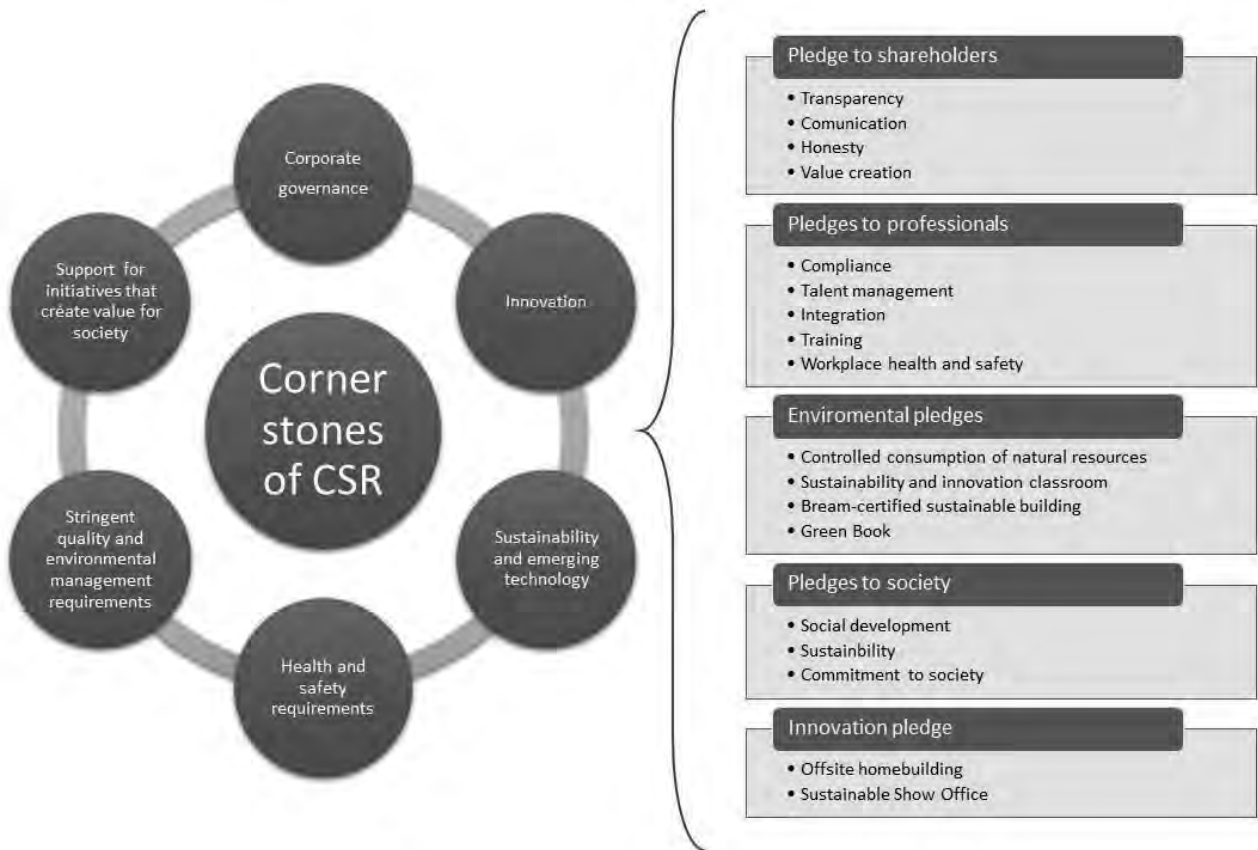 Corporate
governance
Innovation
Sustainability
and emerging
technology
Health and
safety
requirements
Stringent
quality and
environmental
management
requirements
Support for
initiatives that
créate value for
society
Corner
stones
of CSR
Pledge to shareholders
• Transparency
• Comunication
• Honesty
• Value creation
Pledges to professionals
• Compliance
• Talent management
• Integration
• Training
• Workplace health and safety
Enviromental pledges
• Controlled consumption of natural resources
• Sustainability and innovation classroom
• Bream-certified sustainable building
• Green Book
Pledges to society
• Social development
• Sustainbility
• Commitment to society
Innovation pledge
• Offsite homebuilding
• Sustainable Show Office